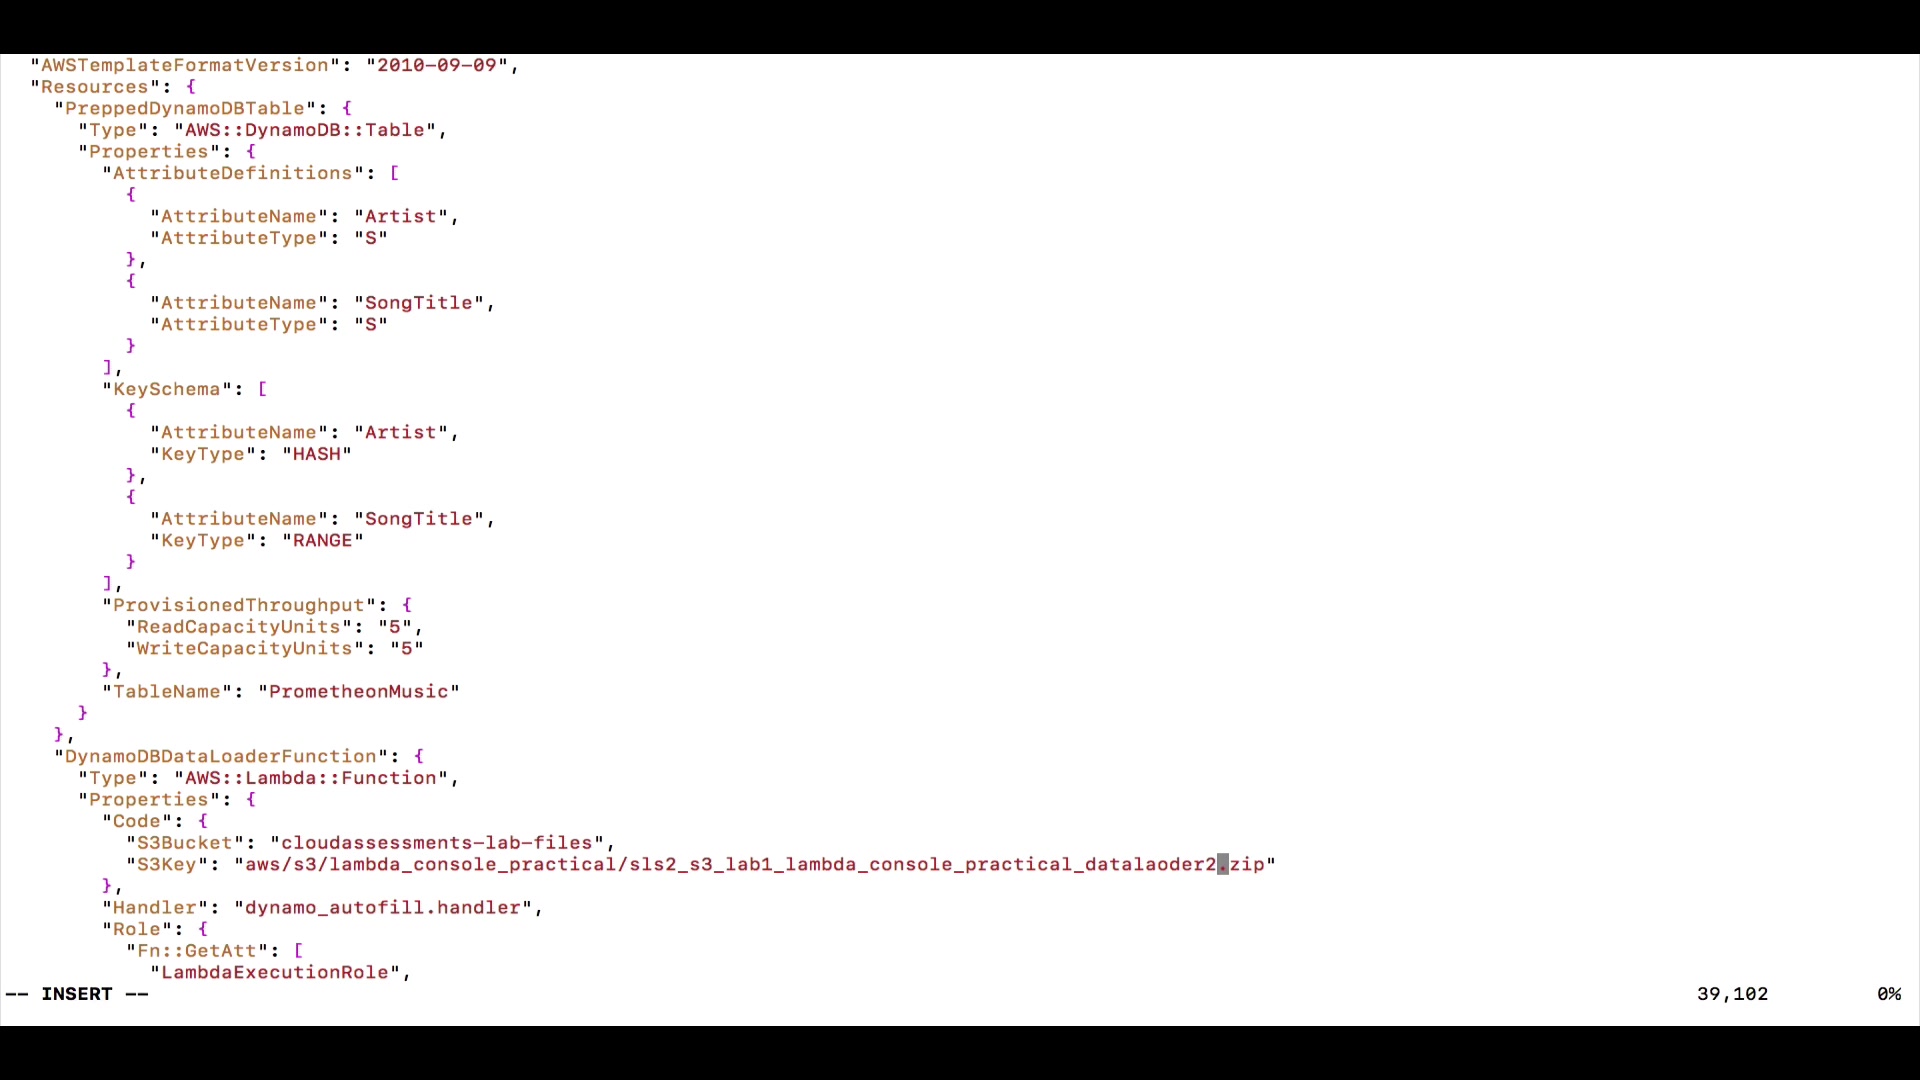 "AWSTemplateFormatVersion": "2010-09-09",
"Resources": {
"PreppedDynamoDBTable": {
"Type": "AWS::DynamoDB::Table",
"Properties": {
"AttributeDefinitions": [
{
"AttributeName": "Artist",
"AttributeType": "S"
},
{
"AttributeName": "SongTitle",
"AttributeType": "S"
}
],
"KeySchema": [
{
"AttributeName": "Artist",
"KeyType": "HASH"
},
{
"AttributeName": "SongTitle",
"KeyType": "RANGE"
}
],
"ProvisionedThroughput": {
"ReadCapacityUnits": "5",
"WriteCapacityUnits": "5"
},
"TableName": "PrometheonMusic"
}
},
"DynamoDBDataLoaderFunction": {
"Type": "AWS::Lambda::Function",
"Properties": {
"Code": {
"S3Bucket": "cloudassessments-lab-files",
"S3Key": "aws/s3/lambda_console_practical/sls2_s3_lab1_lambda_console_practical_datalaoder2.zip"
},
"Handler": "dynamo_autofill.handler",
"Role": {
"Fn::GetAtt": [
"LambdaExecutionRole",
-- INSERT -- 39,102 0%